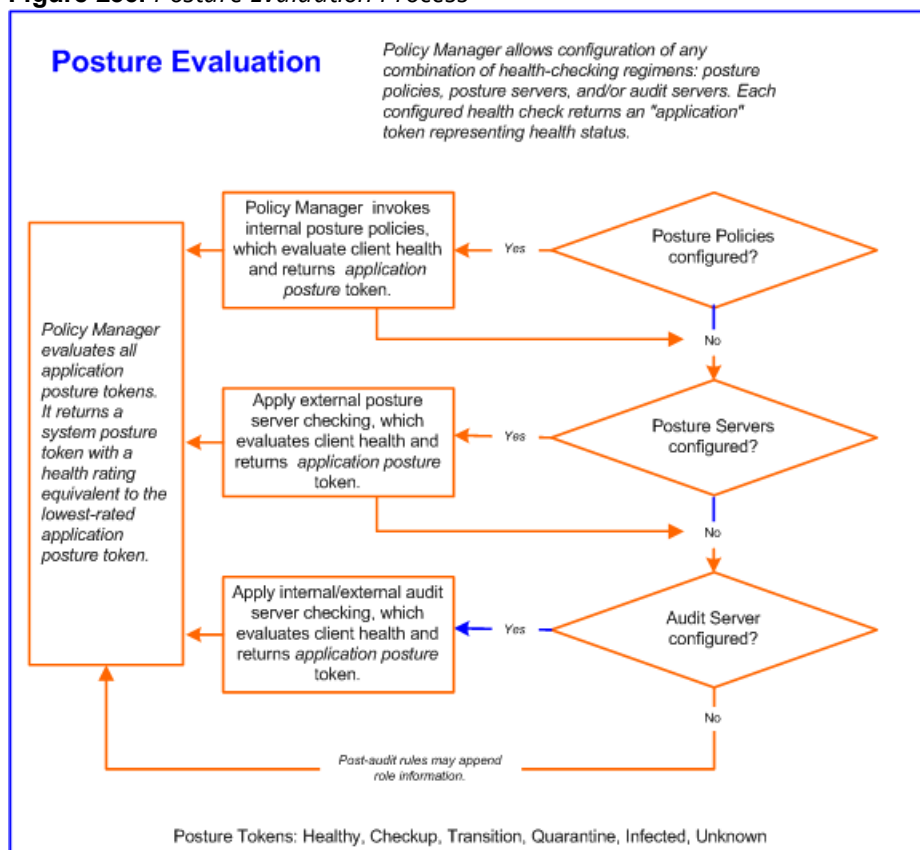 Posture Evaluation
Policy Manager allows configuration of any
combination of health-checking regimens: posture
policies, posture servers, and/or audit servers. Each
configured health check returns an "application"
token representing health status.
Policy Manager invokes
internal posture policies,
which evaluate client health
and returns application
posture token.
Yes
Posture Policies
configured?
No
Policy Manager
evaluates all
application
posture tokens.
It returns a
system posture
token with a
health rating
equivalent to the
lowest-rated
application
posture token.
Apply external posture
server checking, which
evaluates client health and
returns application posture
token.
Yes
Posture Servers
configured?
No
Apply internal/external audit
server checking, which
evaluates client health and
returns application posture
token.
Yes
Audit Server
configured?
No
Post-audit rules may append
role information.
Posture Tokens: Healthy, Checkup, Transition, Quarantine, Infected, Unknown